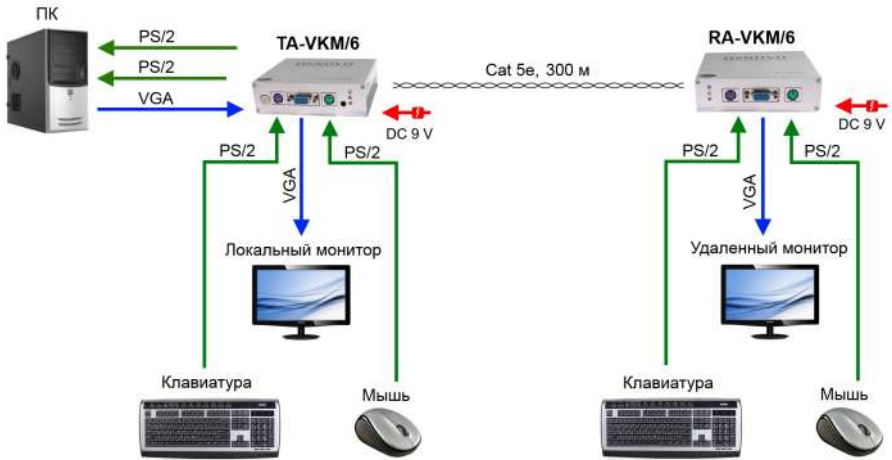 ПК
PS/2
PS/2
VGA
TA-VKM/6
Cat 5e, 300 м
RA-VKM/6
DC 9 V
DC 9 V
PS/2
VGA
PS/2
PS/2
VGA
PS/2
Локальный монитор
Удаленный монитор
Клавиатура
Мышь
Клавиатура
Мышь